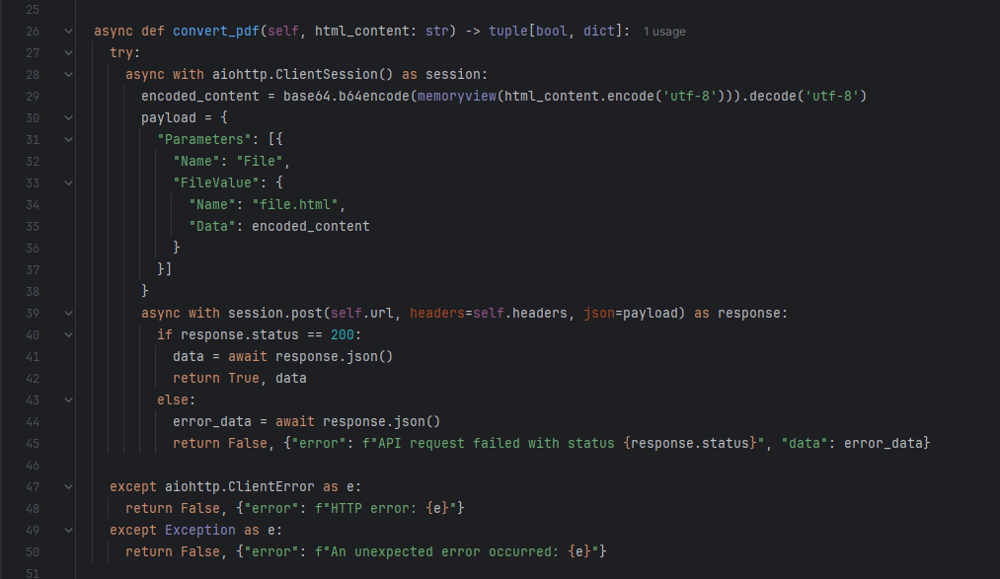 25
26 async def convert_pdf(self, html_content: str) -> tuple[bool, dict]: 1 usage
27 try:
28 async with aiohttp.ClientSession() as session:
29 encoded_content = base64.b64encode(memoryview(html_content.encode('utf-8'))).decode('utf-8')
30 payload = {
31 "Parameters": [{
32 "Name": "File",
33 "FileValue": {
34 "Name": "file.html",
35 "Data": encoded_content
36 }
37 }]
38 }
39 async with session.post(self.url, headers=self.headers, json=payload) as response:
40 if response.status == 200:
41 data = await response.json()
42 return True, data
43 else:
44 error_data = await response.json()
45 return False, {"error": f"API request failed with status {response.status}", "data": error_data}
46
47 except aiohttp.ClientError as e:
48 return False, {"error": f"HTTP error: {e}"}
49 except Exception as e:
50 return False, {"error": f"An unexpected error occurred: {e}"}
51